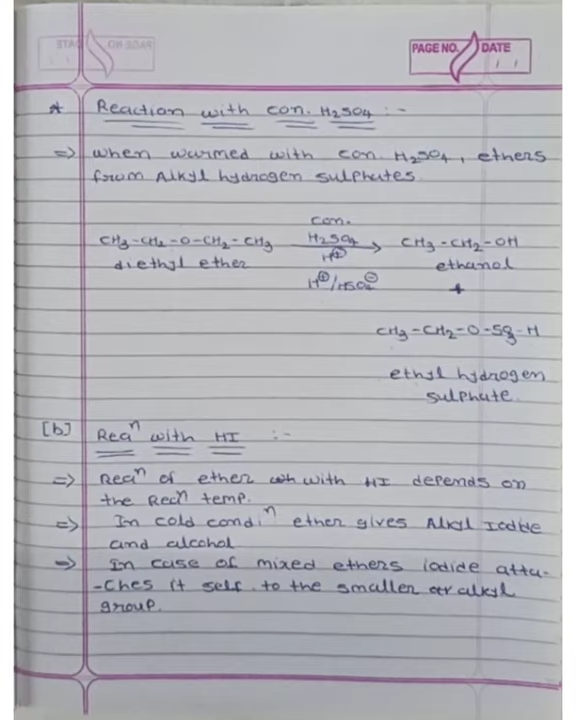 PAGE NO. DATE
* Reaction with con. H2SO4 :-
=> when warmed with con. H2SO4, ethers
from Alkyl hydrogen sulphates.
con.
CH3-CH2-O-CH2-CH3 H2SO4 CH3-CH2-OH
diethyl ether H⊕ ethanol
H⊕/HSO4⊖ +
CH3-CH2-O-SO3-H
ethyl hydrogen
sulphate.
[b] Reaⁿ with HI :-
=> Reaⁿ of ether with HI depends on
the Reaⁿ temp.
=> In cold condiⁿ ether gives Alkyl Iodide
and alcohol
=> In case of mixed ethers iodide atta-
-ches it self to the smaller alkyl
group.